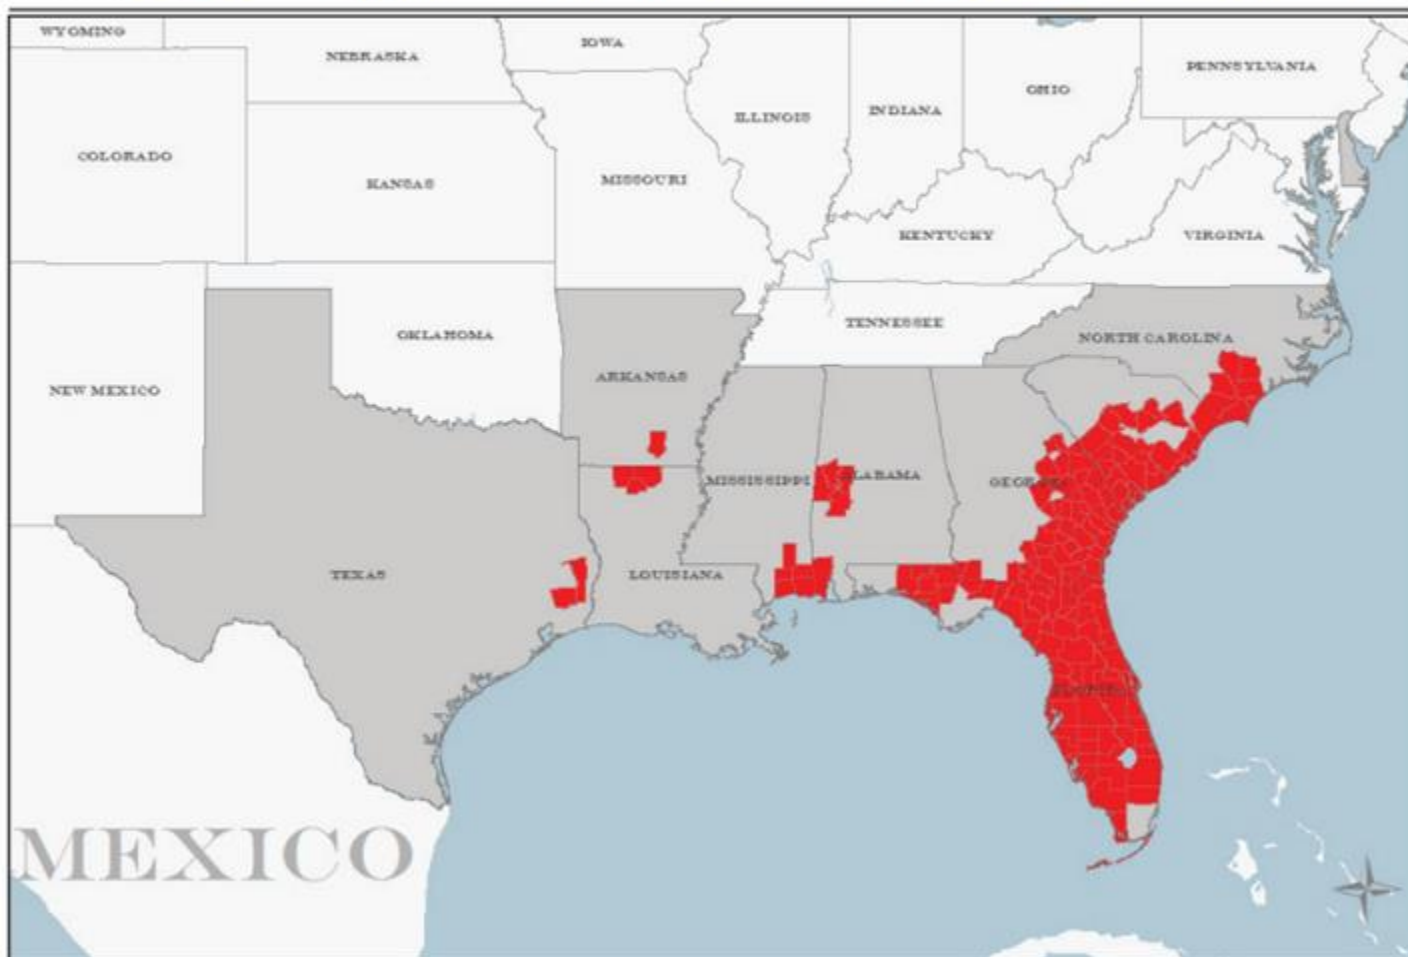 WYOMING
NEBRASKA
IOWA
PENNSYLVANIA
OHIO
INDIANA
ILLINOIS
COLORADO
KANSAS
MISSOURI
KENTUCKY
VIRGINIA
OKLAHOMA
TENNESSEE
NORTH CAROLINA
NEW MEXICO
ARKANSAS
MISSISSIPPI
ALABAMA
TEXAS
LOUISIANA
MEXICO